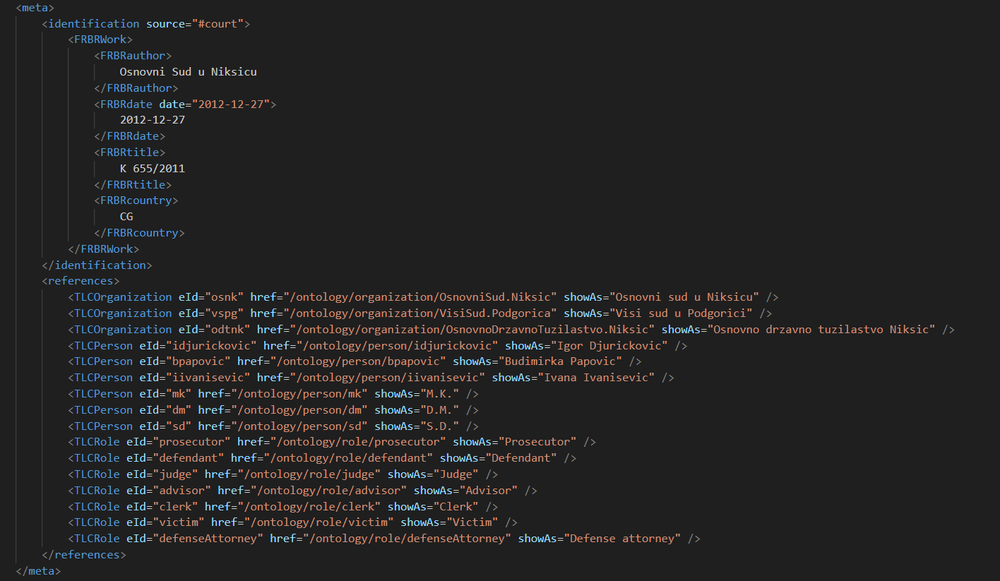 <meta>
<identification source="#court">
<FRBRWork>
<FRBRauthor>
Osnovni Sud u Niksicu
</FRBRauthor>
<FRBRdate date="2012-12-27">
2012-12-27
</FRBRdate>
<FRBRtitle>
K 655/2011
</FRBRtitle>
<FRBRcountry>
CG
</FRBRcountry>
</FRBRWork>
</identification>
<references>
<TLCOrganization eId="osnk" href="/ontology/organization/OsnovniSud.Niksic" showAs="Osnovni sud u Niksicu" />
<TLCOrganization eId="vspg" href="/ontology/organization/VisiSud.Podgorica" showAs="Visi sud u Podgorici" />
<TLCOrganization eId="odtnk" href="/ontology/organization/OsnovnoDrzavnoTuzilastvo.Niksic" showAs="Osnovno drzavno tuzilastvo Niksic" />
<TLCPerson eId="idjurickovic" href="/ontology/person/idjurickovic" showAs="Igor Djurickovic" />
<TLCPerson eId="bpapovic" href="/ontology/person/bpapovic" showAs="Budimirka Papovic" />
<TLCPerson eId="iivanisevic" href="/ontology/person/iivanisevic" showAs="Ivana Ivanisevic" />
<TLCPerson eId="mk" href="/ontology/person/mk" showAs="M.K." />
<TLCPerson eId="dm" href="/ontology/person/dm" showAs="D.M." />
<TLCPerson eId="sd" href="/ontology/person/sd" showAs="S.D." />
<TLCRole eId="prosecutor" href="/ontology/role/prosecutor" showAs="Prosecutor" />
<TLCRole eId="defendant" href="/ontology/role/defendant" showAs="Defendant" />
<TLCRole eId="judge" href="/ontology/role/judge" showAs="Judge" />
<TLCRole eId="advisor" href="/ontology/role/advisor" showAs="Advisor" />
<TLCRole eId="clerk" href="/ontology/role/clerk" showAs="Clerk" />
<TLCRole eId="victim" href="/ontology/role/victim" showAs="Victim" />
<TLCRole eId="defenseAttorney" href="/ontology/role/defenseAttorney" showAs="Defense attorney" />
</references>
</meta>